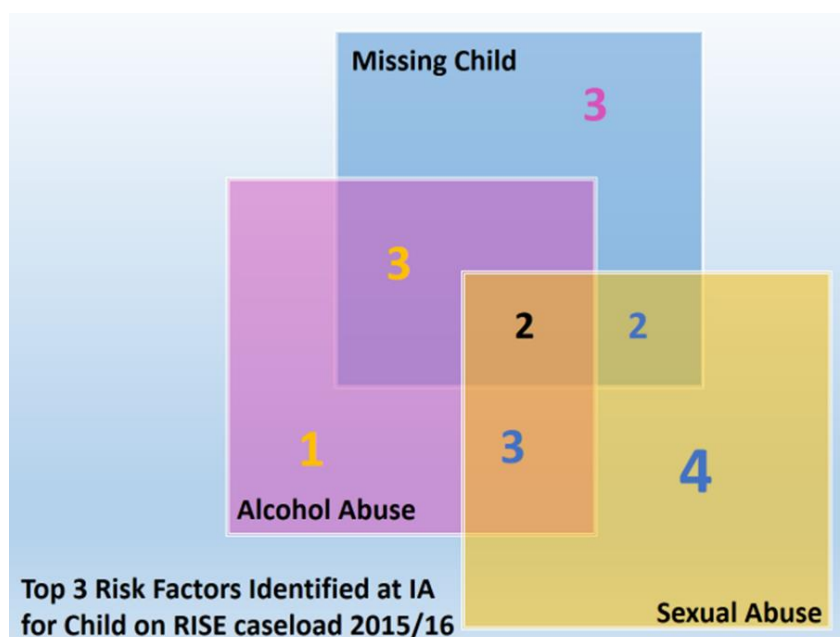 Missing Child
3
3
2
2
1
3
4
Alcohol Abuse
Top 3 Risk Factors Identified at IA
for Child on RISE caseload 2015/16
Sexual Abuse